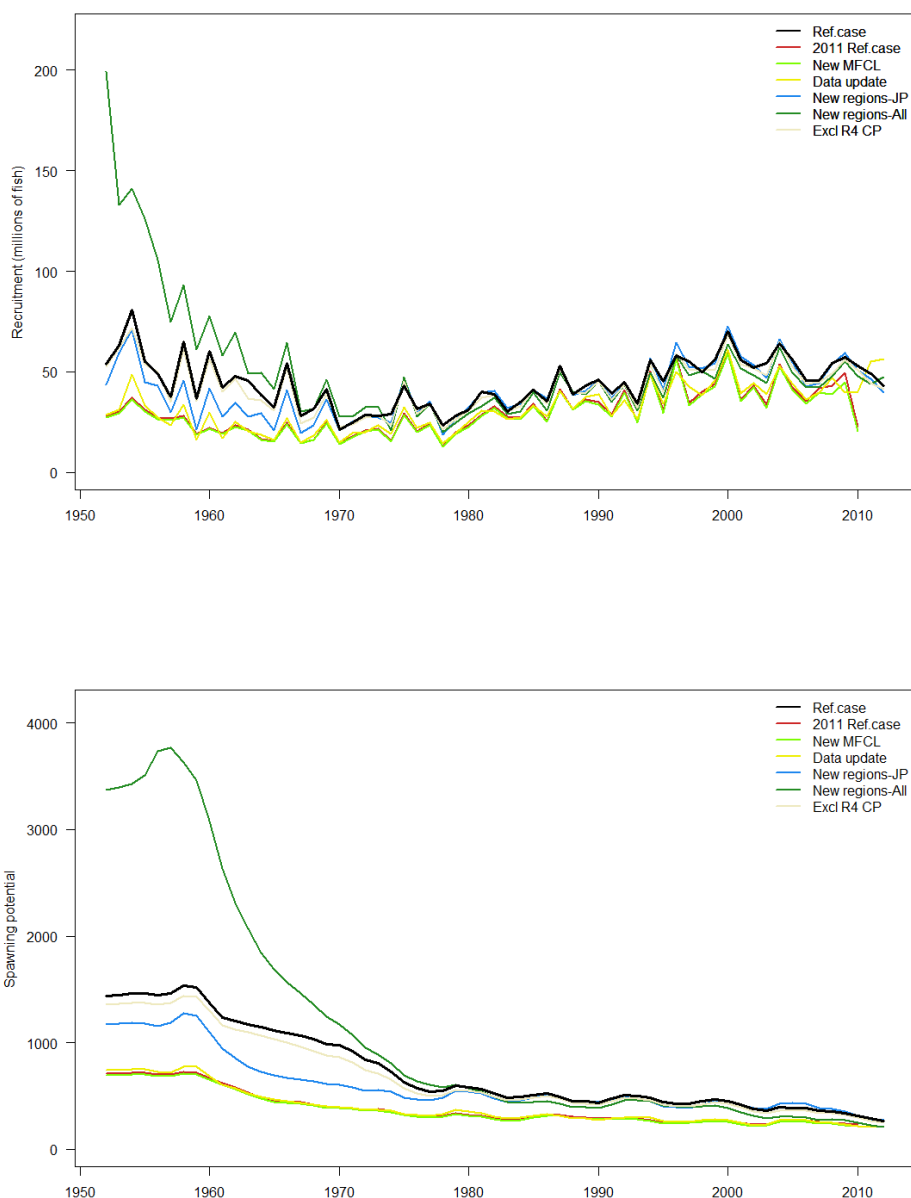 Ref.case
2011 Ref.case
New MFCL
Data update
New regions-JP
New regions-All
Excl R4 CP
Recruitment (millions of fish)
200
150
100
50
0
1950 1960 1970 1980 1990 2000 2010
Ref.case
2011 Ref.case
New MFCL
Data update
New regions-JP
New regions-All
Excl R4 CP
Spawning potential
4000
3000
2000
1000
0
1950 1960 1970 1980 1990 2000 2010